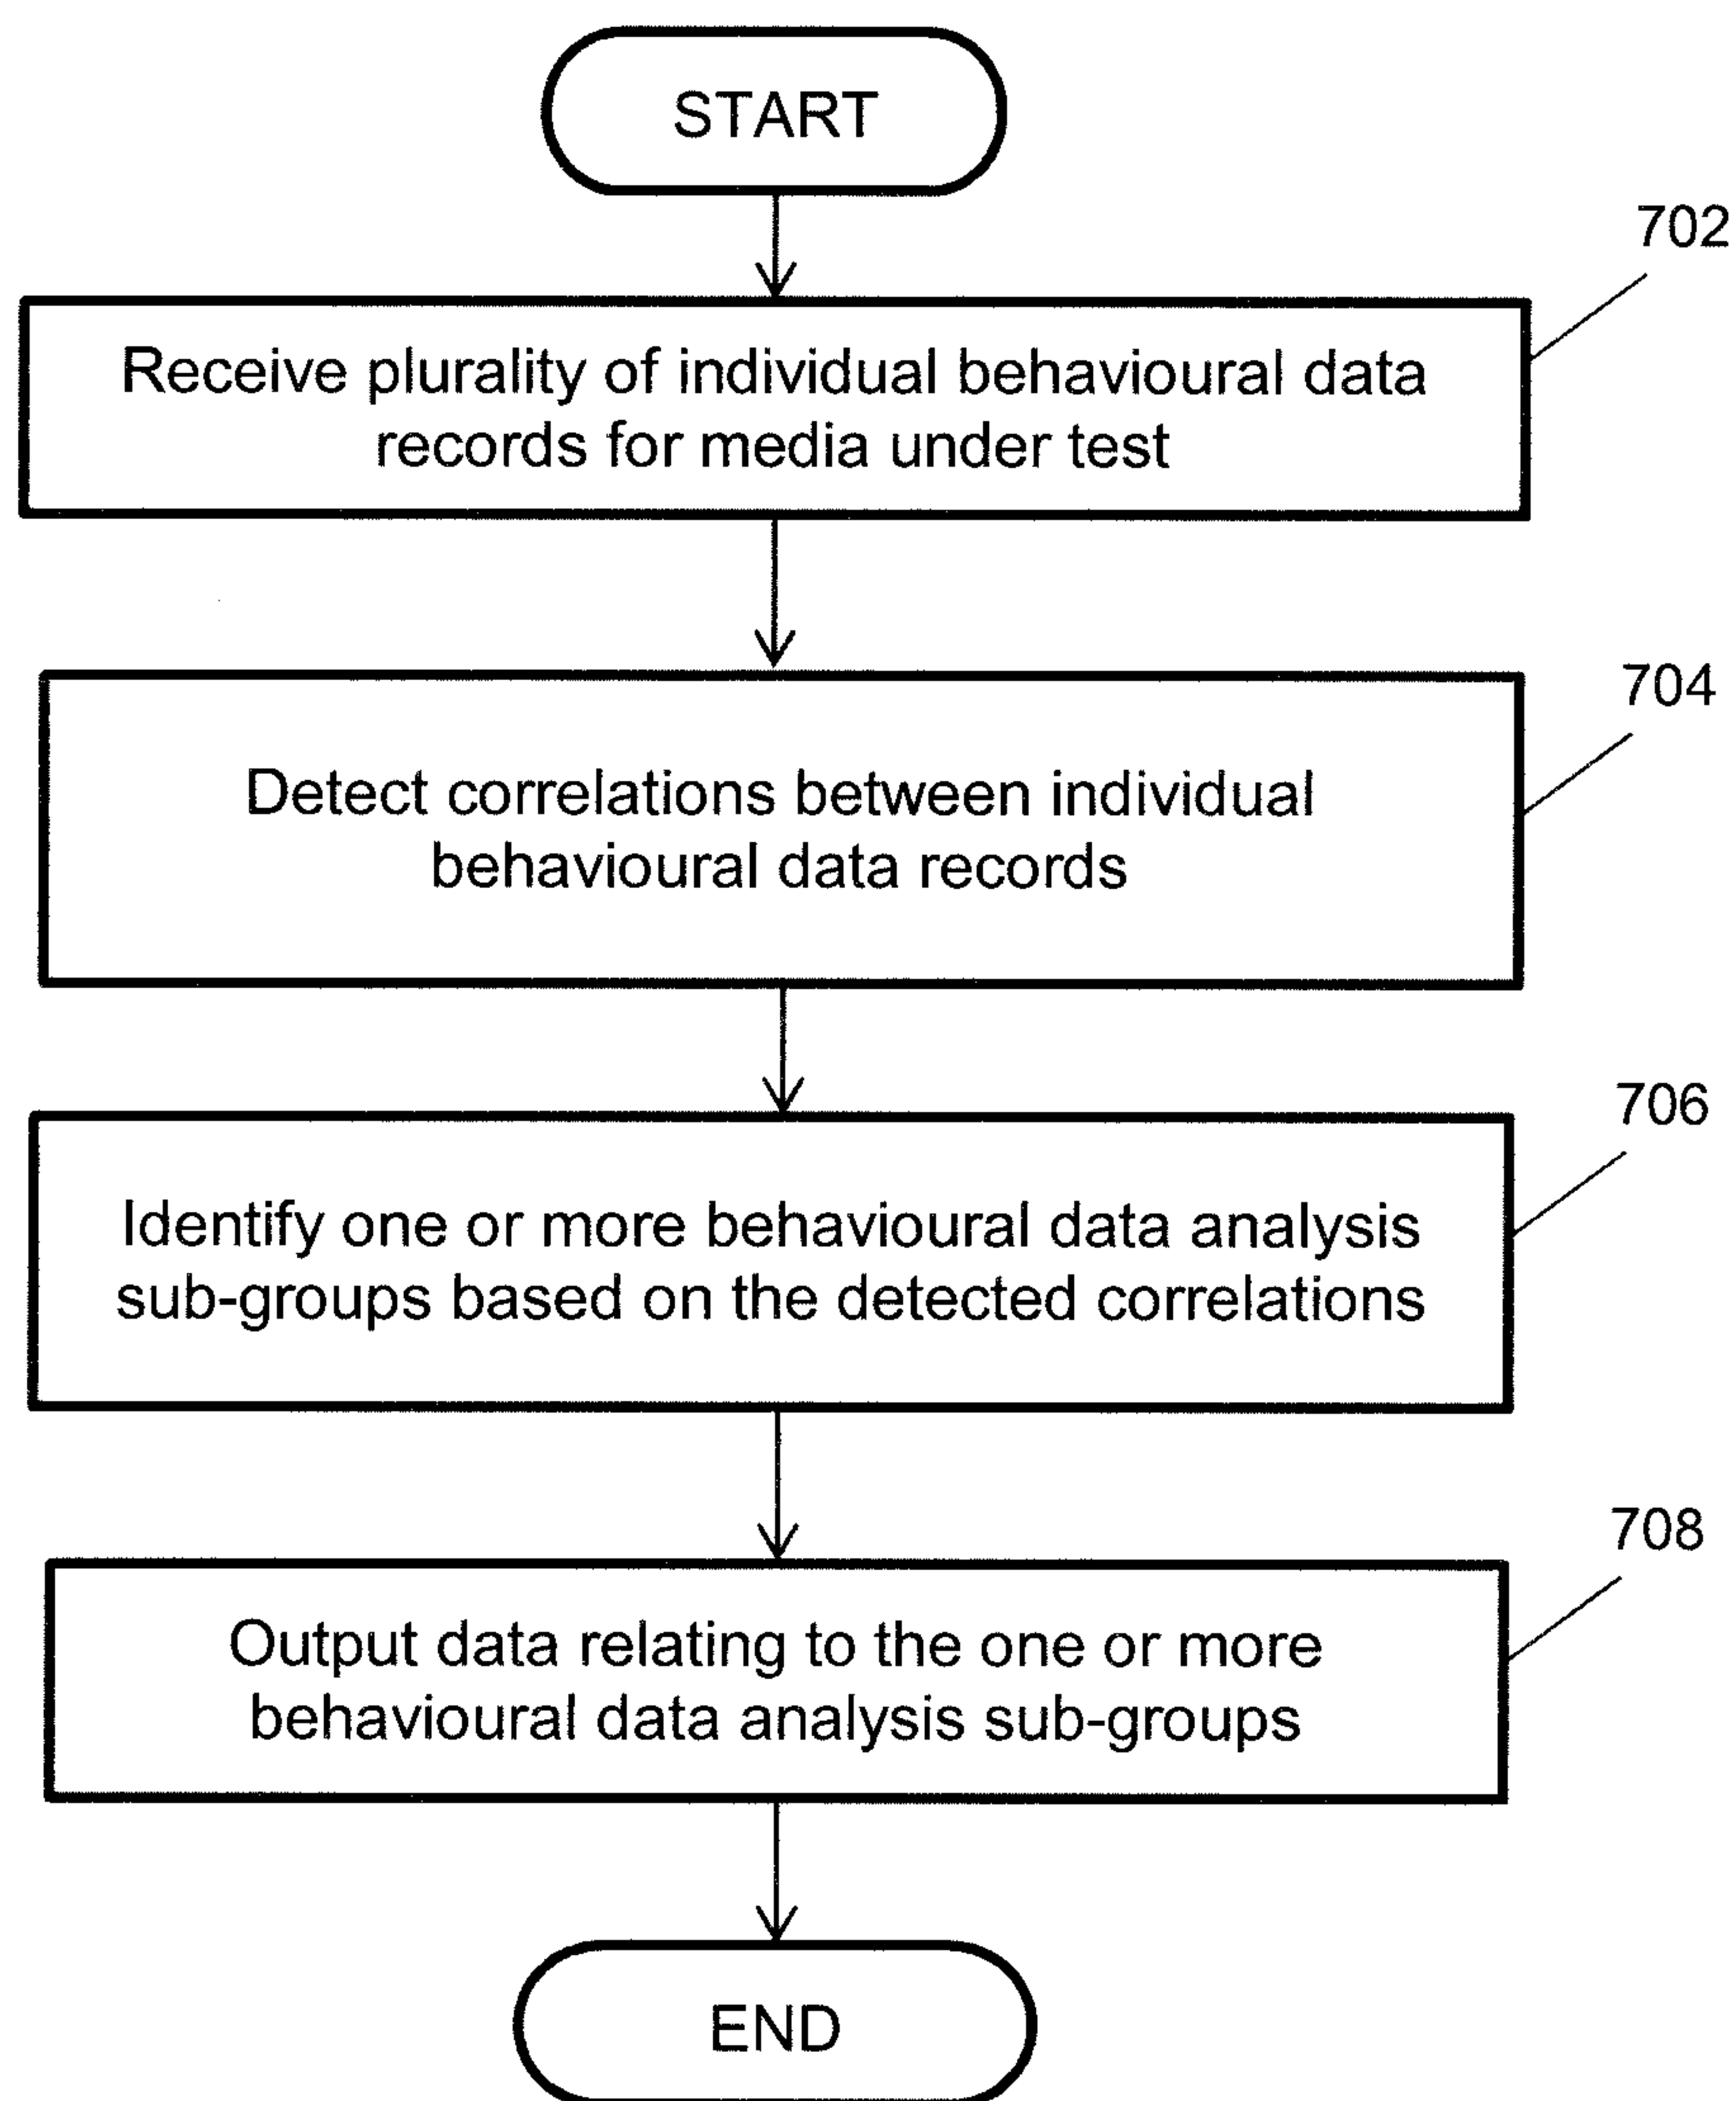 START
702
Receive plurality of individual behavioural data
records for media under test
704
Detect correlations between individual
behavioural data records
706
Identify one or more behavioural data analysis
sub-groups based on the detected correlations
708
Output data relating to the one or more
behavioural data analysis sub-groups
END